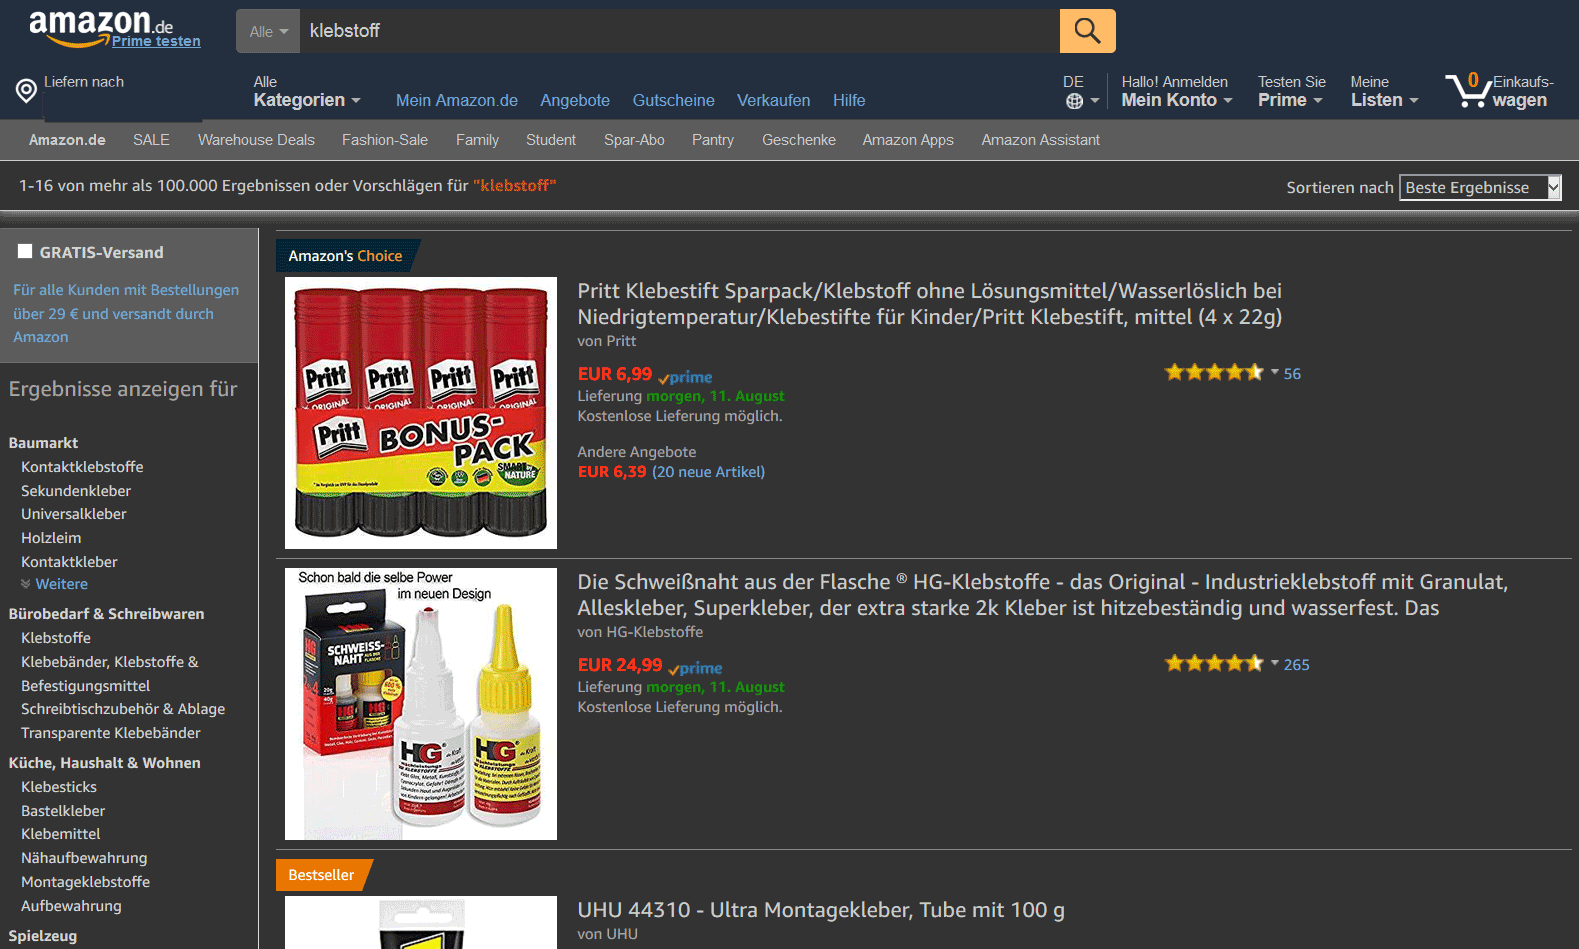 amazon.de
Prime testen
Alle
klebstoff
Liefern nach
Alle
Kategorien
Mein Amazon.de
Angebote
Gutscheine
Verkaufen
Hilfe
DE
Hallo! Anmelden
Mein Konto
Testen Sie
Prime
Meine
Listen
0
Einkaufs-
wagen
Amazon.de
SALE
Warehouse Deals
Fashion-Sale
Family
Student
Spar-Abo
Pantry
Geschenke
Amazon Apps
Amazon Assistant
1-16 von mehr als 100.000 Ergebnissen oder Vorschlägen für "klebstoff"
Sortieren nach
Beste Ergebnisse
GRATIS-Versand
Für alle Kunden mit Bestellungen
über 29 € und versandt durch
Amazon
Ergebnisse anzeigen für
Baumarkt
Kontaktklebstoffe
Sekundenkleber
Universalkleber
Holzleim
Kontaktkleber
Weitere
Bürobedarf & Schreibwaren
Klebstoffe
Klebebänder, Klebstoffe &
Befestigungsmittel
Schreibtischzubehör & Ablage
Transparente Klebebänder
Küche, Haushalt & Wohnen
Klebesticks
Bastelkleber
Klebemittel
Nähaufbewahrung
Montageklebstoffe
Aufbewahrung
Spielzeug
Amazon's Choice
Pritt Pritt Pritt Pritt
ORIGINAL ORIGINAL ORIGINAL ORIGINAL
Pritt BONUS-
PACK
SMART by
NATURE
Pritt Klebestift Sparpack/Klebstoff ohne Lösungsmittel/Wasserlöslich bei
Niedrigtemperatur/Klebestifte für Kinder/Pritt Klebestift, mittel (4 x 22g)
von Pritt
EUR 6,99 prime
Lieferung morgen, 11. August
Kostenlose Lieferung möglich.
Andere Angebote
EUR 6,39 (20 neue Artikel)
56
Schon bald die selbe Power
im neuen Design
HG
SCHWEISS-
NAHT AUS DER FLASCHE
20g
40g
HG HG
KLEBSTOFFE KLEBSTOFFE
Die Schweißnaht aus der Flasche ® HG-Klebstoffe - das Original - Industrieklebstoff mit Granulat,
Alleskleber, Superkleber, der extra starke 2k Kleber ist hitzebeständig und wasserfest. Das
von HG-Klebstoffe
EUR 24,99 prime
Lieferung morgen, 11. August
Kostenlose Lieferung möglich.
265
Bestseller
UHU 44310 - Ultra Montagekleber, Tube mit 100 g
von UHU